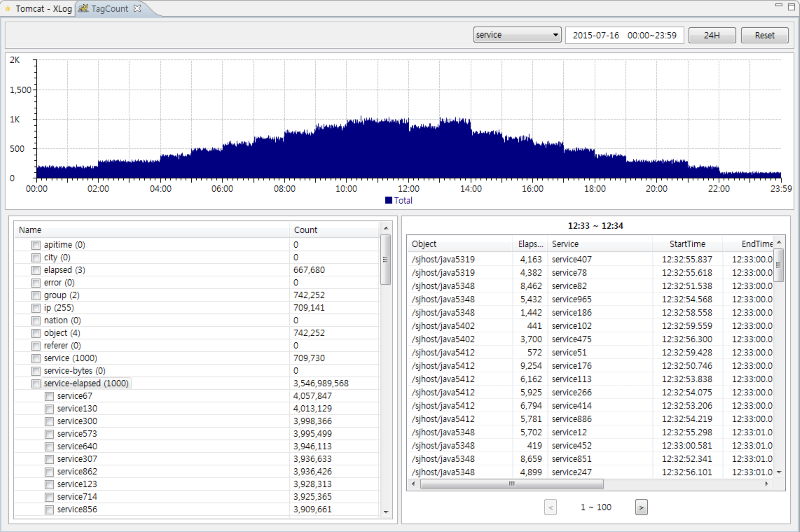 Tomcat - XLog TagCount
service 2015-07-16 00:00~23:59 24H Reset
2K
1,500
1K
500
0
00:00 02:00 04:00 06:00 08:00 10:00 12:00 14:00 16:00 18:00 20:00 22:00 23:59
Total
Name Count
apitime (0) 0
city (0) 0
elapsed (3) 667,680
error (0) 0
group (2) 742,252
ip (255) 709,141
nation (0) 0
object (4) 742,252
referer (0) 0
service (1000) 709,730
service-bytes (0) 0
service-elapsed (1000) 3,546,989,568
service67 4,057,847
service130 4,013,129
service300 3,998,366
service573 3,995,499
service640 3,946,113
service307 3,936,633
service862 3,936,426
service123 3,928,313
service714 3,925,365
service856 3,909,661
12:33 ~ 12:34
Object Elaps... Service StartTime EndTime
/sjhost/java5319 4,163 service407 12:32:55.837 12:33:00.0
/sjhost/java5319 4,382 service78 12:32:55.618 12:33:00.0
/sjhost/java5348 8,462 service82 12:32:51.538 12:33:00.0
/sjhost/java5348 5,432 service965 12:32:54.568 12:33:00.0
/sjhost/java5348 1,442 service186 12:32:58.558 12:33:00.0
/sjhost/java5402 441 service102 12:32:59.559 12:33:00.0
/sjhost/java5402 3,700 service475 12:32:56.300 12:33:00.0
/sjhost/java5412 572 service51 12:32:59.428 12:33:00.0
/sjhost/java5412 9,254 service176 12:32:50.746 12:33:00.0
/sjhost/java5412 6,162 service113 12:32:53.838 12:33:00.0
/sjhost/java5412 5,925 service266 12:32:54.075 12:33:00.0
/sjhost/java5412 6,794 service414 12:32:53.206 12:33:00.0
/sjhost/java5412 5,781 service886 12:32:54.219 12:33:00.0
/sjhost/java5348 5,702 service12 12:32:55.298 12:33:01.0
/sjhost/java5348 419 service452 12:33:00.581 12:33:01.0
/sjhost/java5348 8,659 service851 12:32:52.341 12:33:01.0
/sjhost/java5348 4,899 service247 12:32:56.101 12:33:01.0
< 1 ~ 100 >